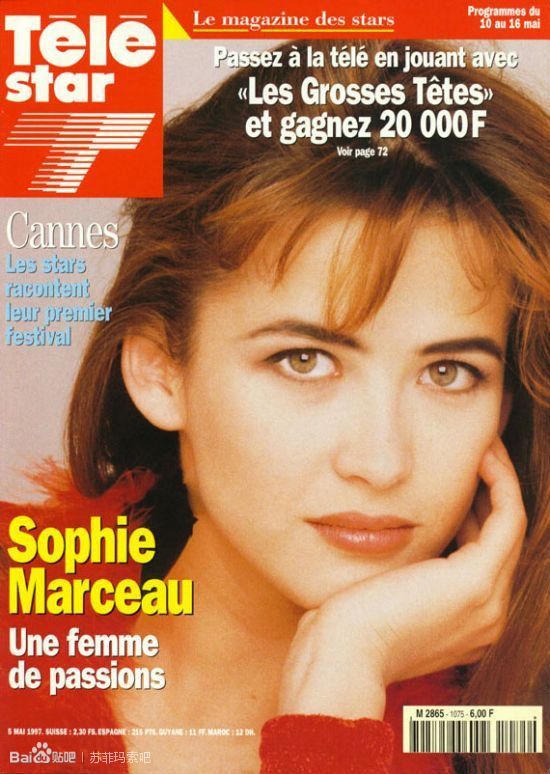 Télé
star
Le magazine des stars
Programmes du
10 au 16 mai
Passez à la télé en jouant avec
«Les Grosses Têtes»
et gagnez 20 000 F
Voir page 72
Cannes
Les stars
racontent
leur premier
festival
Sophie
Marceau
Une femme
de passions
5 MAI 1997. SUISSE : 2,30 FS. ESPAGNE : 215 PTS. GUYANE : 11 FF. MAROC : 12 DH.
M 2865 - 1075 - 6,00 F
Bai du 贴吧 | 苏菲玛索吧